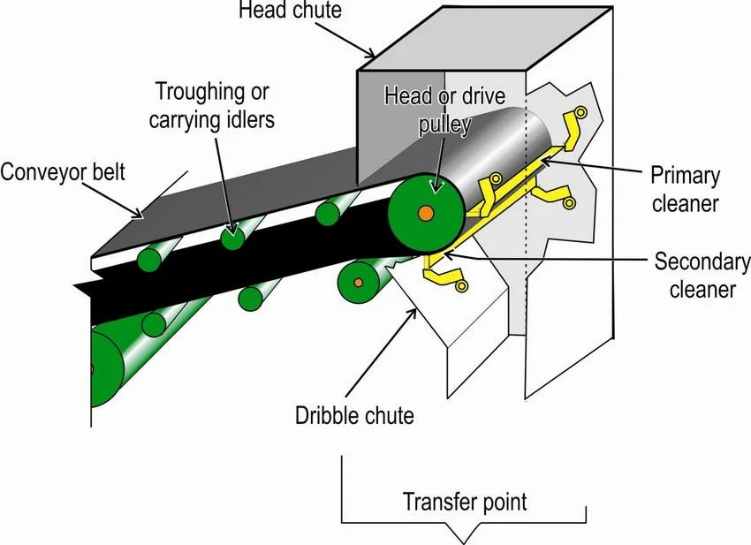 Head chute
Troughing or
carrying idlers
Head or drive
pulley
Conveyor belt
Primary
cleaner
Secondary
cleaner
Dribble chute
Transfer point